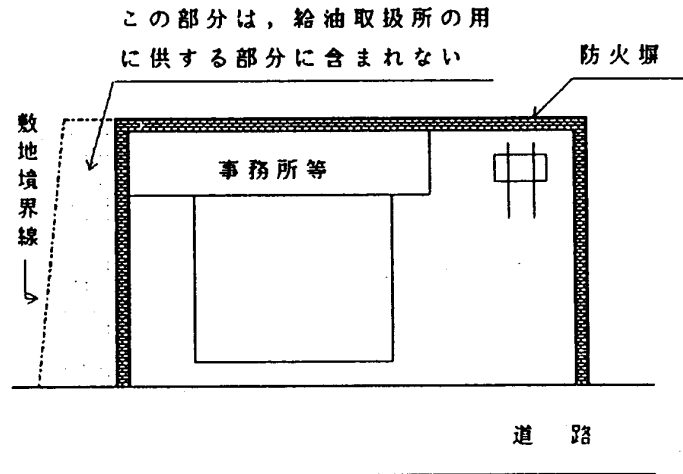 この部分は，給油取扱所の用
に供する部分に含まれない
防火塀
敷地境界線
事務所等
道路